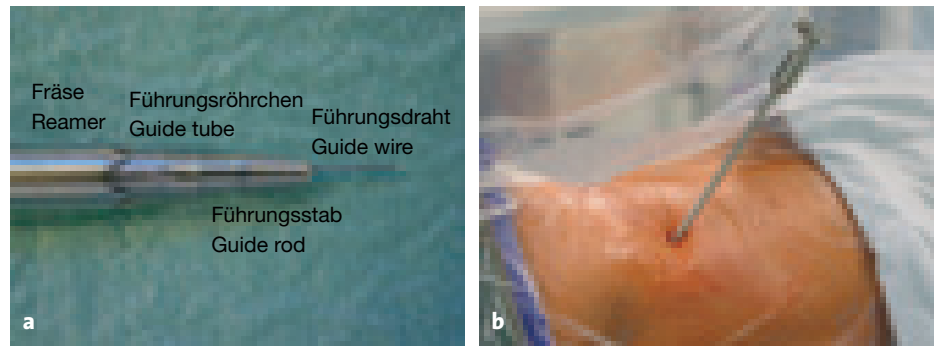 Fräse
Reamer
Führungsröhrchen
Guide tube
Führungsdraht
Guide wire
Führungsstab
Guide rod
a
b